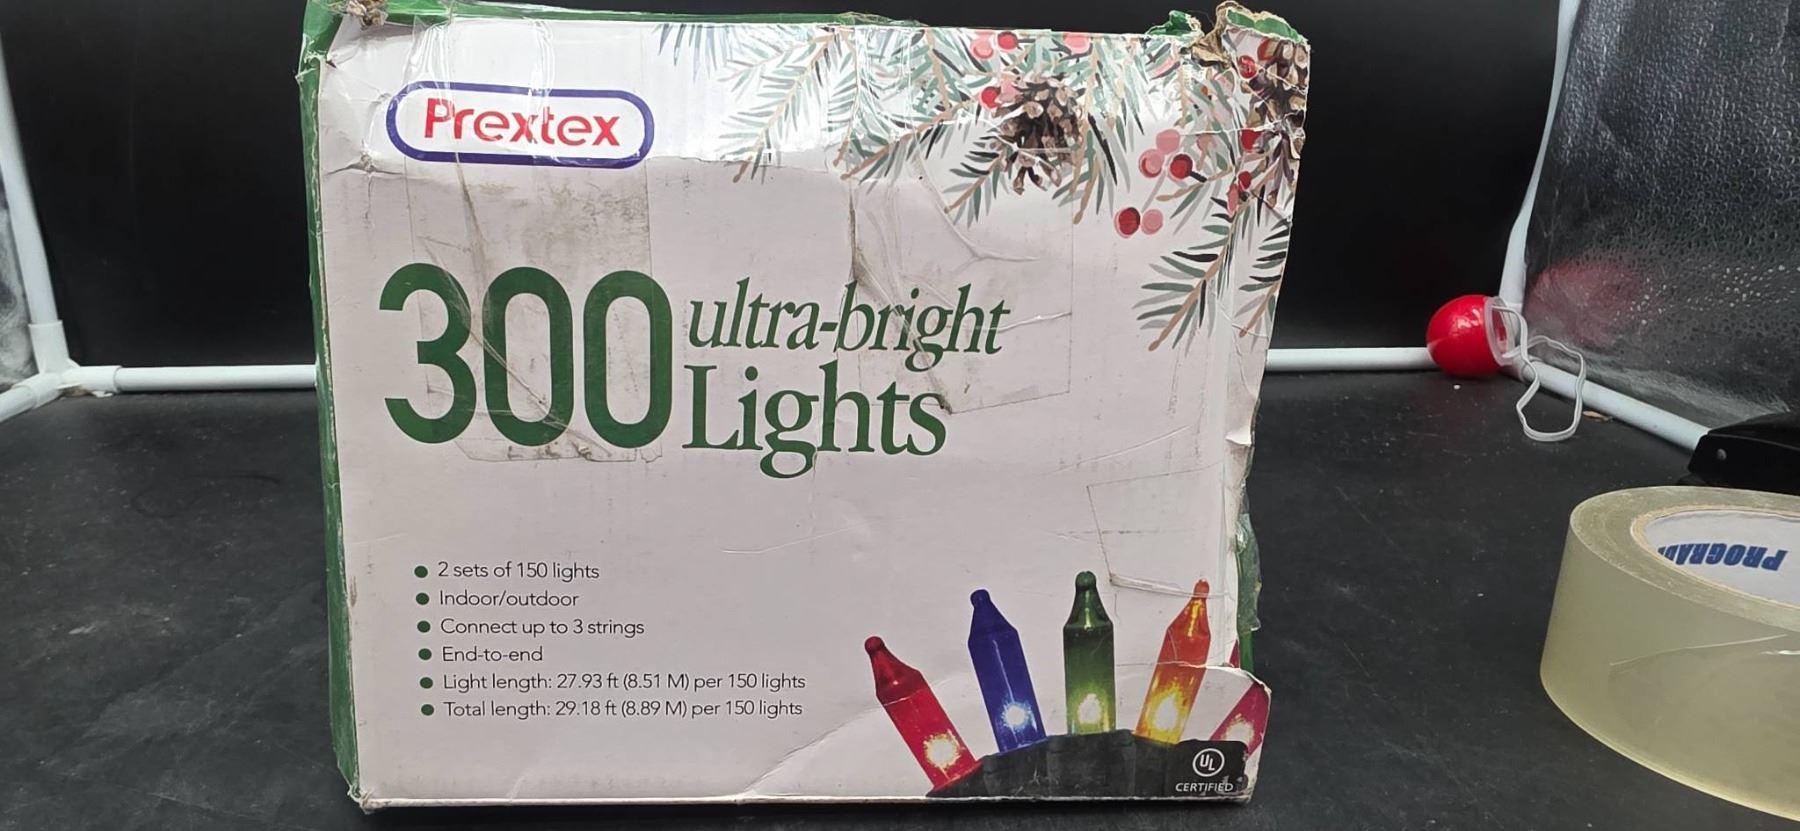 Prextex
300 ultra-bright
Lights
2 sets of 150 lights
Indoor/outdoor
Connect up to 3 strings
End-to-end
Light length: 27.93 ft (8.51 M) per 150 lights
Total length: 29.18 ft (8.89 M) per 150 lights
UL
CERTIFIED